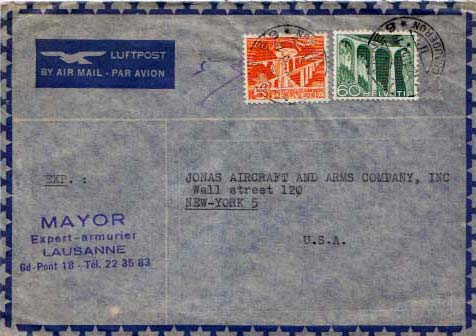 LUFTPOST
BY AIR MAIL - PAR AVION
60 HELVETIA
EXP. :
JONAS AIRCRAFT AND ARMS COMPANY, INC
Wall street 120
NEW-YORK 5
U.S.A.
MAYOR
Expert-armurier
LAUSANNE
Gd-Pont 18 - Tél. 22 35 83